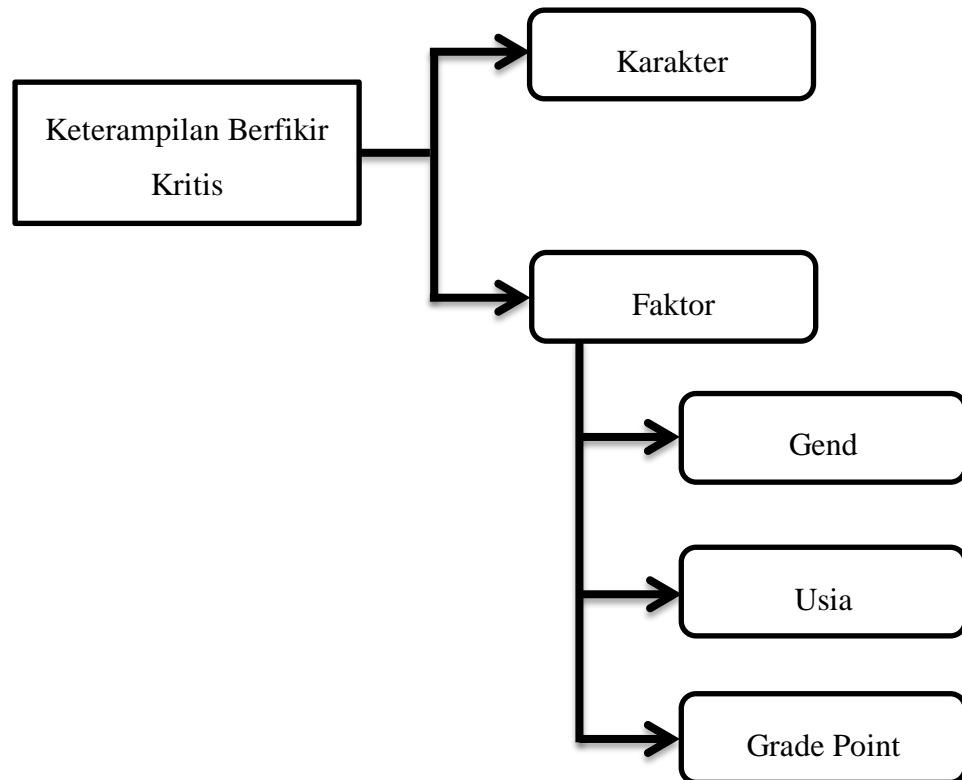 Karakter
Keterampilan Berfikir
Kritis
Faktor
Gend
Usia
Grade Point